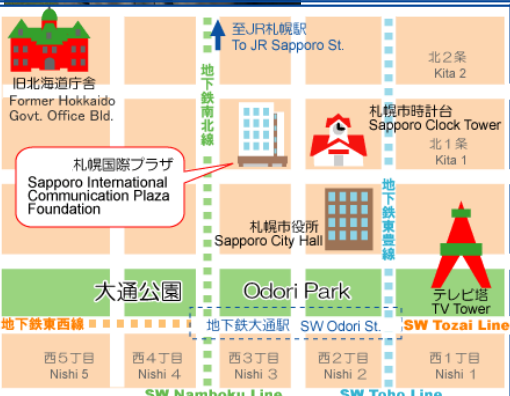 至JR札幌駅
To JR Sapporo St.
北2条
Kita 2
旧北海道庁舎
Former Hokkaido
Govt. Office Bld.
地下鉄南北線
札幌市時計台
Sapporo Clock Tower
北1条
Kita 1
札幌国際プラザ
Sapporo International
Communication Plaza
Foundation
地下鉄東豊線
札幌市役所
Sapporo City Hall
大通公園
Odori Park
テレビ塔
TV Tower
地下鉄東西線
地下鉄大通駅 SW Odori St.
SW Tozai Line
西5丁目
Nishi 5
西4丁目
Nishi 4
西3丁目
Nishi 3
西2丁目
Nishi 2
西1丁目
Nishi 1
SW Namboku Line
SW Toho Line